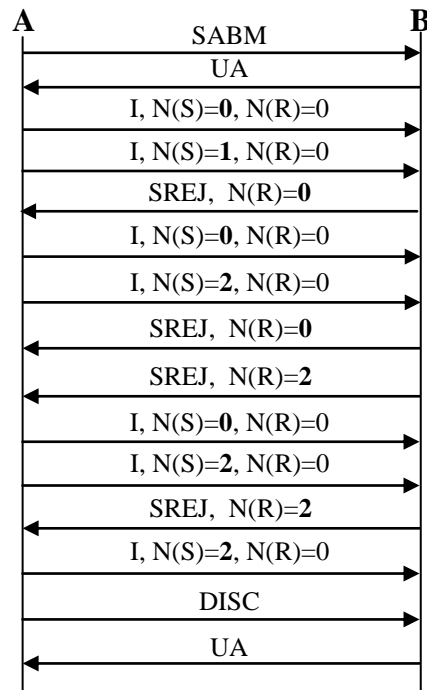 A B
SABM
UA
I, N(S)=0, N(R)=0
I, N(S)=1, N(R)=0
SREJ, N(R)=0
I, N(S)=0, N(R)=0
I, N(S)=2, N(R)=0
SREJ, N(R)=0
SREJ, N(R)=2
I, N(S)=0, N(R)=0
I, N(S)=2, N(R)=0
SREJ, N(R)=2
I, N(S)=2, N(R)=0
DISC
UA